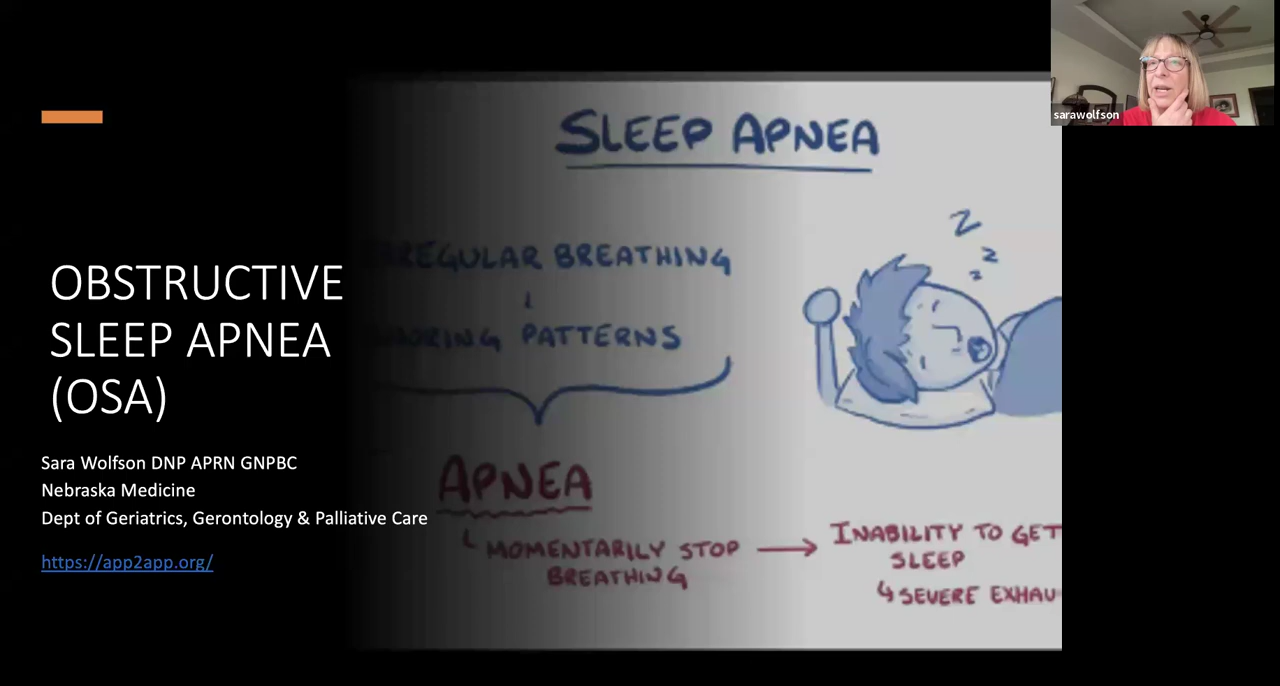 sarawolfson
SLEEP APNEA
OBSTRUCTIVE
SLEEP APNEA
(OSA)
Sara Wolfson DNP APRN GNPBC
Nebraska Medicine
Dept of Geriatrics, Gerontology & Palliative Care
https://app2app.org/
BREATHING
PATTERNS
Z
Z
Z
APNEA
MOMENTARILY STOP
BREATHING
INABILITY TO GET
SLEEP
SEVERE